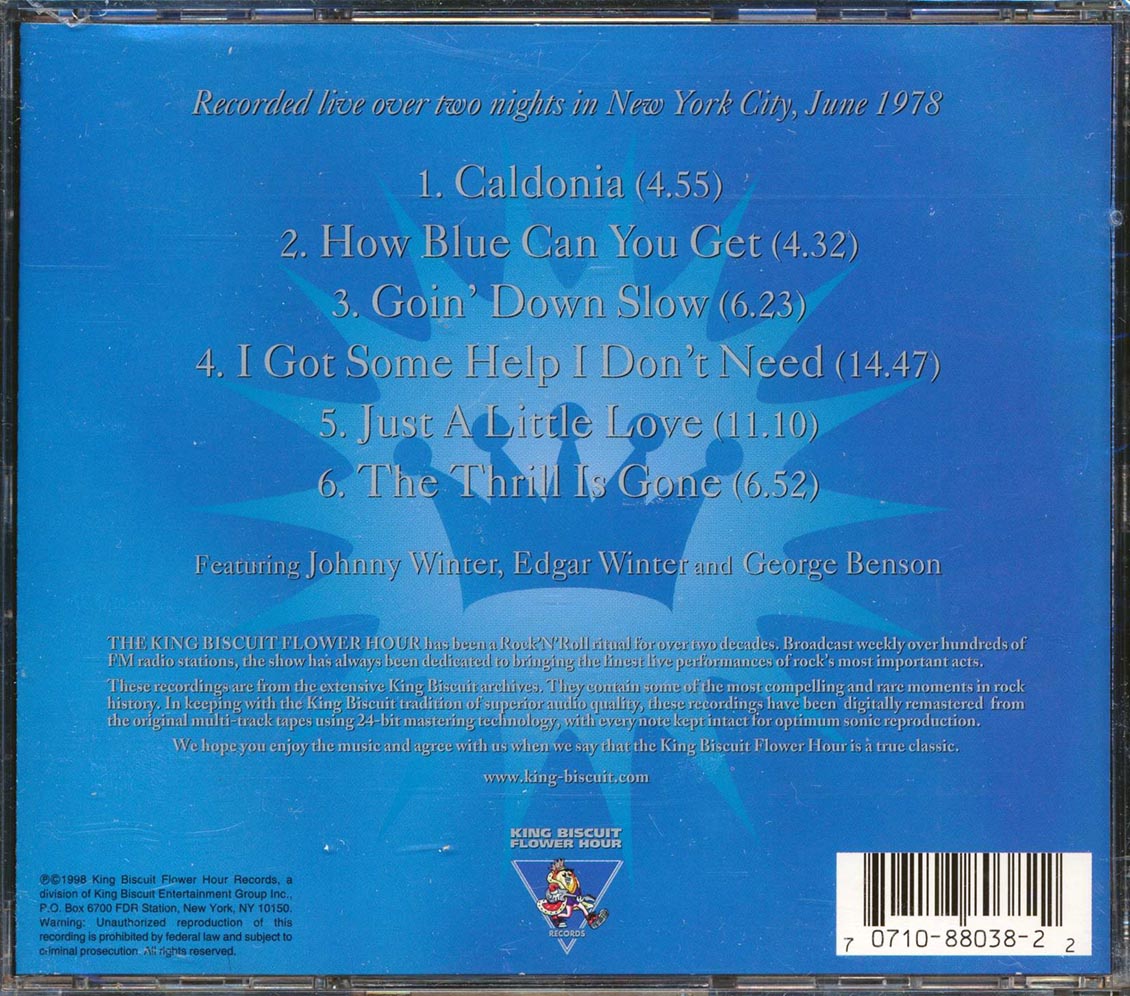 Recorded live over two nights in New York City, June 1978
1. Caldonia (4.55)
2. How Blue Can You Get (4.32)
3. Goin' Down Slow (6.23)
4. I Got Some Help I Don't Need (14.47)
5. Just A Little Love (11.10)
6. The Thrill Is Gone (6.52)
Featuring Johnny Winter, Edgar Winter and George Benson
THE KING BISCUIT FLOWER HOUR has been a Rock'N'Roll ritual for over two decades. Broadcast weekly over hundreds of
FM radio stations, the show has always been dedicated to bringing the finest live performances of rock's most important acts.
These recordings are from the extensive King Biscuit archives. They contain some of the most compelling and rare moments in rock
history. In keeping with the King Biscuit tradition of superior audio quality, these recordings have been digitally remastered from
the original multi-track tapes using 24-bit mastering technology, with every note kept intact for optimum sonic reproduction.
We hope you enjoy the music and agree with us when we say that the King Biscuit Flower Hour is a true classic.
www.king-biscuit.com
KING BISCUIT
FLOWER HOUR
RECORDS
℗©1998 King Biscuit Flower Hour Records, a
division of King Biscuit Entertainment Group Inc.,
P.O. Box 6700 FDR Station, New York, NY 10150.
Warning: Unauthorized reproduction of this
recording is prohibited by federal law and subject to
criminal prosecution. All rights reserved.
7 0710-88038-2 2